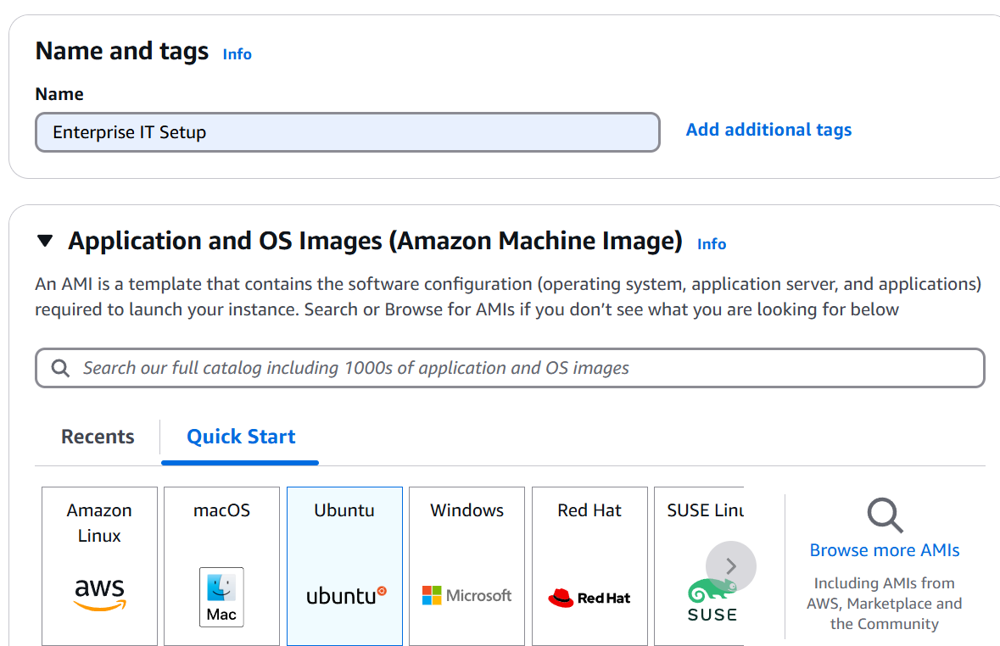 Name and tags Info
Name
Enterprise IT Setup
Add additional tags
Application and OS Images (Amazon Machine Image) Info
An AMI is a template that contains the software configuration (operating system, application server, and applications)
required to launch your instance. Search or Browse for AMIs if you don’t see what you are looking for below
Search our full catalog including 1000s of application and OS images
Recents
Quick Start
Amazon
Linux
aws
macOS
Mac
Ubuntu
ubuntu
Windows
Microsoft
Red Hat
Red Hat
SUSE
SUSE
Browse more AMIs
Including AMIs from
AWS, Marketplace and
the Community